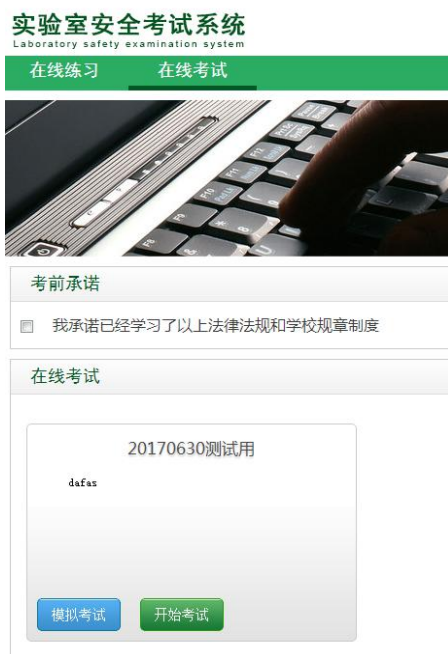 实验室安全考试系统
Laboratory safety examination system
在线练习 在线考试
考前承诺
我承诺已经学习了以上法律法规和学校规章制度
在线考试
20170630测试用
dafas
模拟考试 开始考试